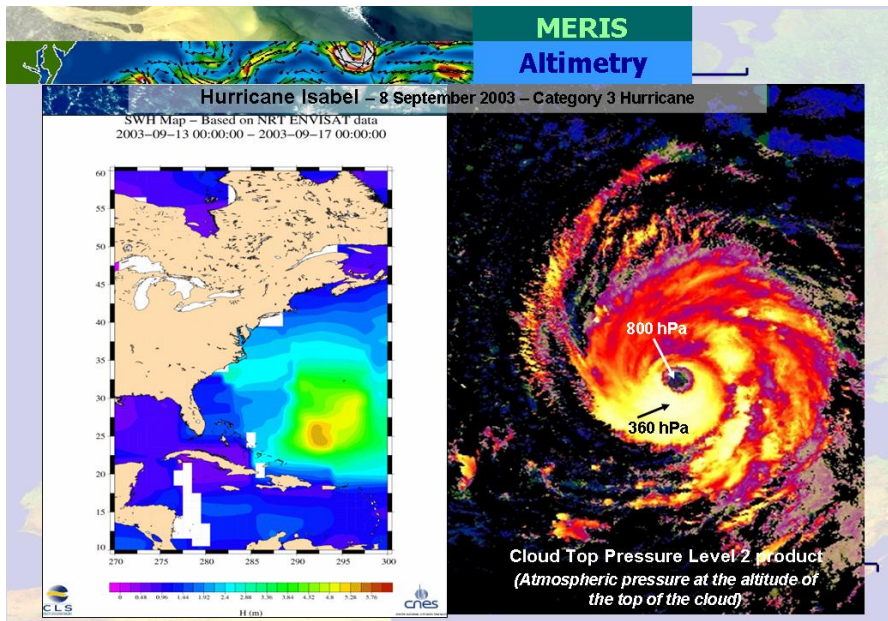 MERIS
Altimetry
Hurricane Isabel – 8 September 2003 – Category 3 Hurricane
SWH Map – Based on NRT ENVISAT data
2003–09–13 00:00:00 – 2003–09–17 00:00:00
60
55
50
45
40
35
30
25
20
15
10
270 275 280 285 290 295 300
0 0.48 0.96 1.44 1.92 2.4 2.88 3.36 3.84 4.32 4.8 5.28 5.76
H (m)
CLS
cnes
800 hPa
360 hPa
Cloud Top Pressure Level 2 product
(Atmospheric pressure at the altitude of
the top of the cloud)